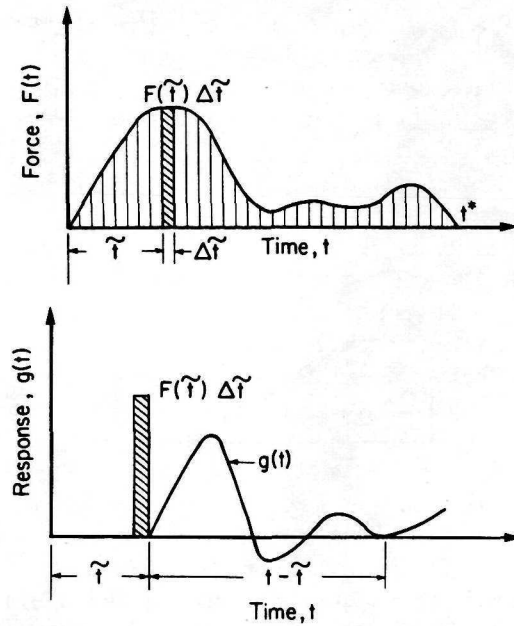 Force, F(t)
F(t̃) Δt̃
t*
t̃
Δt̃
Time, t
Response, g(t)
F(t̃) Δt̃
g(t)
t̃
t - t̃
Time, t